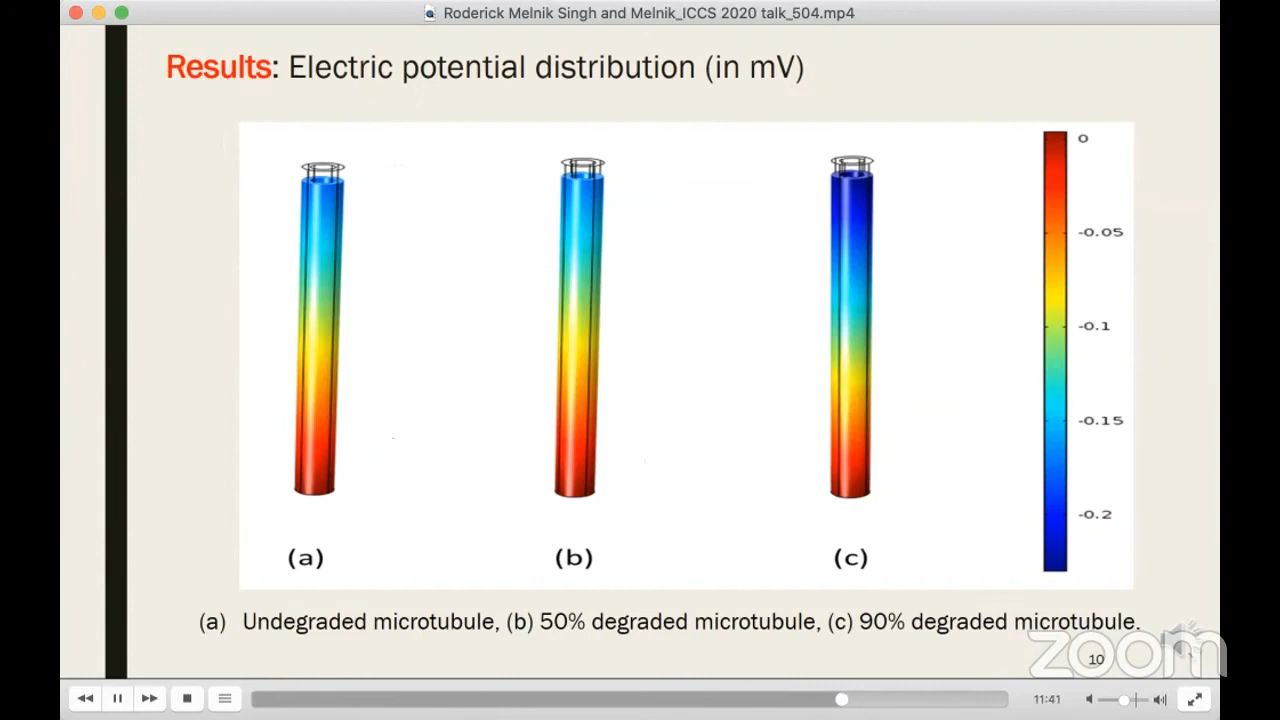 Roderick Melnik Singh and Melnik_ICCS 2020 talk_504.mp4
Results: Electric potential distribution (in mV)
0
-0.05
-0.1
-0.15
-0.2
(a)
(b)
(c)
(a) Undegraded microtubule, (b) 50% degraded microtubule, (c) 90% degraded microtubule.
zoom
10
11:41